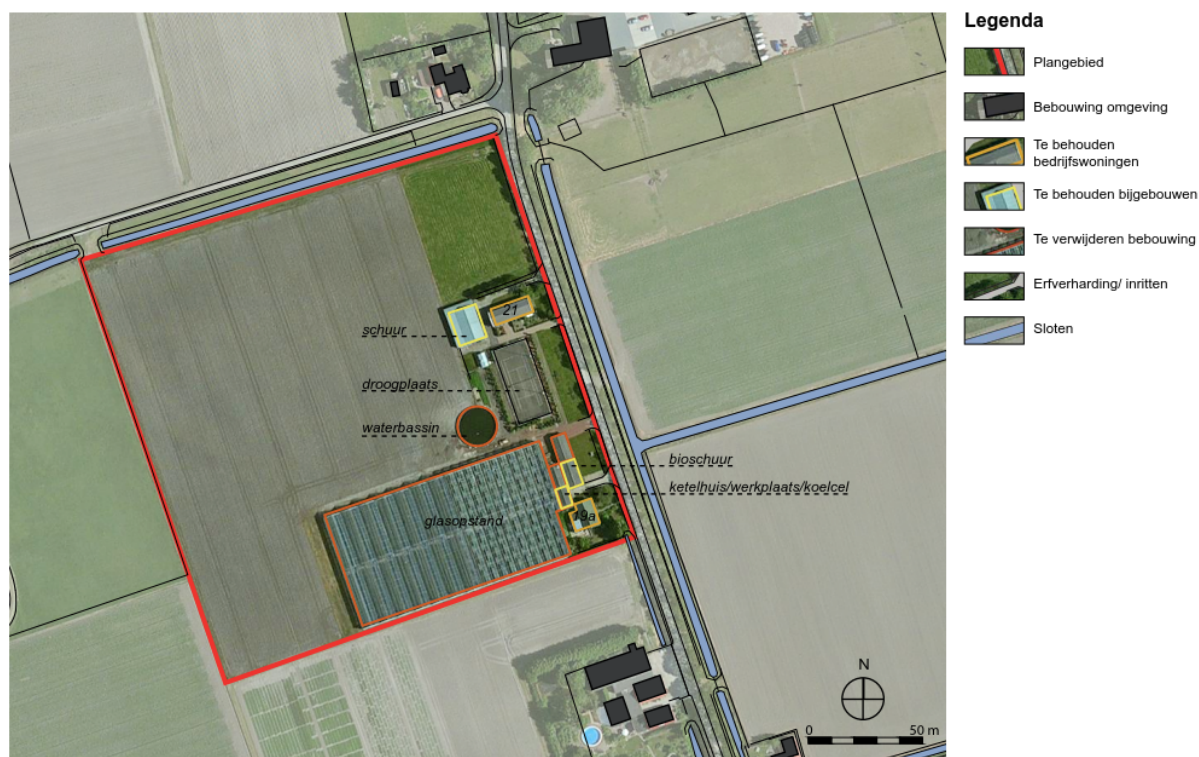 Legenda
Plangebied
Bebouwing omgeving
Te behouden
bedrijfswoningen
Te behouden bijgebouwen
Te verwijderen bebouwing
Erfverharding/ inritten
Sloten
21
schuur
droogplaats
waterbassin
bioschuur
ketelhuis/werkplaats/koelcel
19a
glasopstand
N
0
50 m